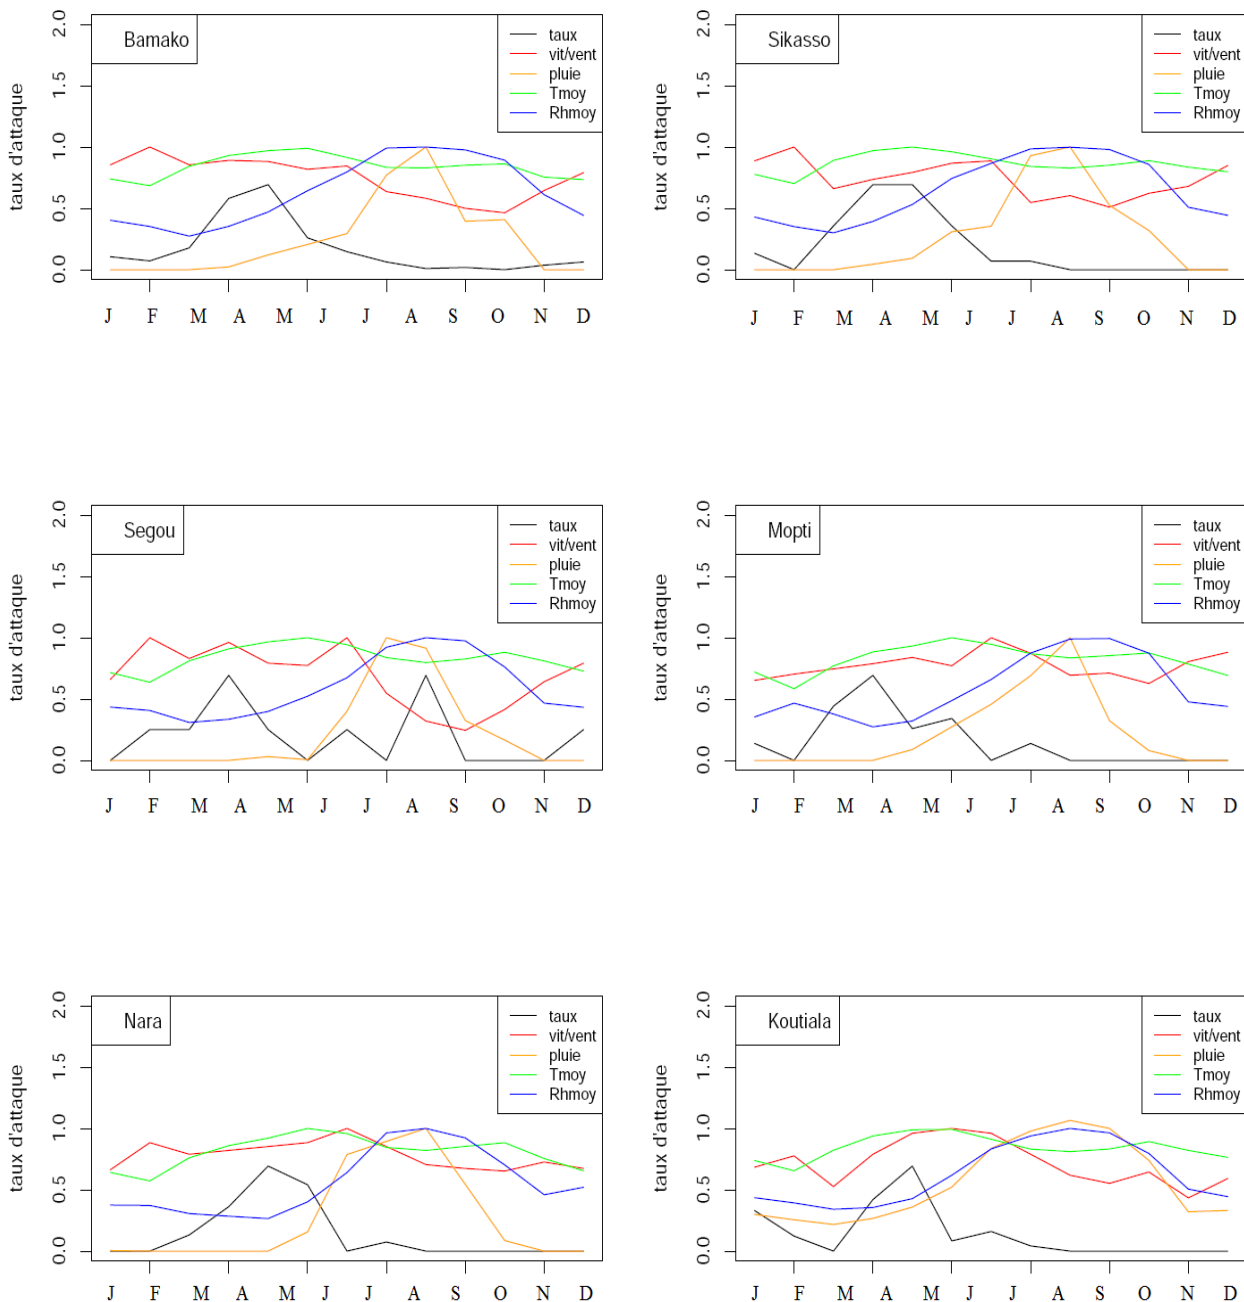 Bamako
taux
vit/vent
pluie
Tmoy
Rhmoy
taux d'attaque
2.0
1.5
1.0
0.5
0.0
J F M A M J J A S O N D
Sikasso
taux
vit/vent
pluie
Tmoy
Rhmoy
taux d'attaque
2.0
1.5
1.0
0.5
0.0
J F M A M J J A S O N D
Segou
taux
vit/vent
pluie
Tmoy
Rhmoy
taux d'attaque
2.0
1.5
1.0
0.5
0.0
J F M A M J J A S O N D
Mopti
taux
vit/vent
pluie
Tmoy
Rhmoy
taux d'attaque
2.0
1.5
1.0
0.5
0.0
J F M A M J J A S O N D
Nara
taux
vit/vent
pluie
Tmoy
Rhmoy
taux d'attaque
2.0
1.5
1.0
0.5
0.0
J F M A M J J A S O N D
Koutiala
taux
vit/vent
pluie
Tmoy
Rhmoy
taux d'attaque
2.0
1.5
1.0
0.5
0.0
J F M A M J J A S O N D